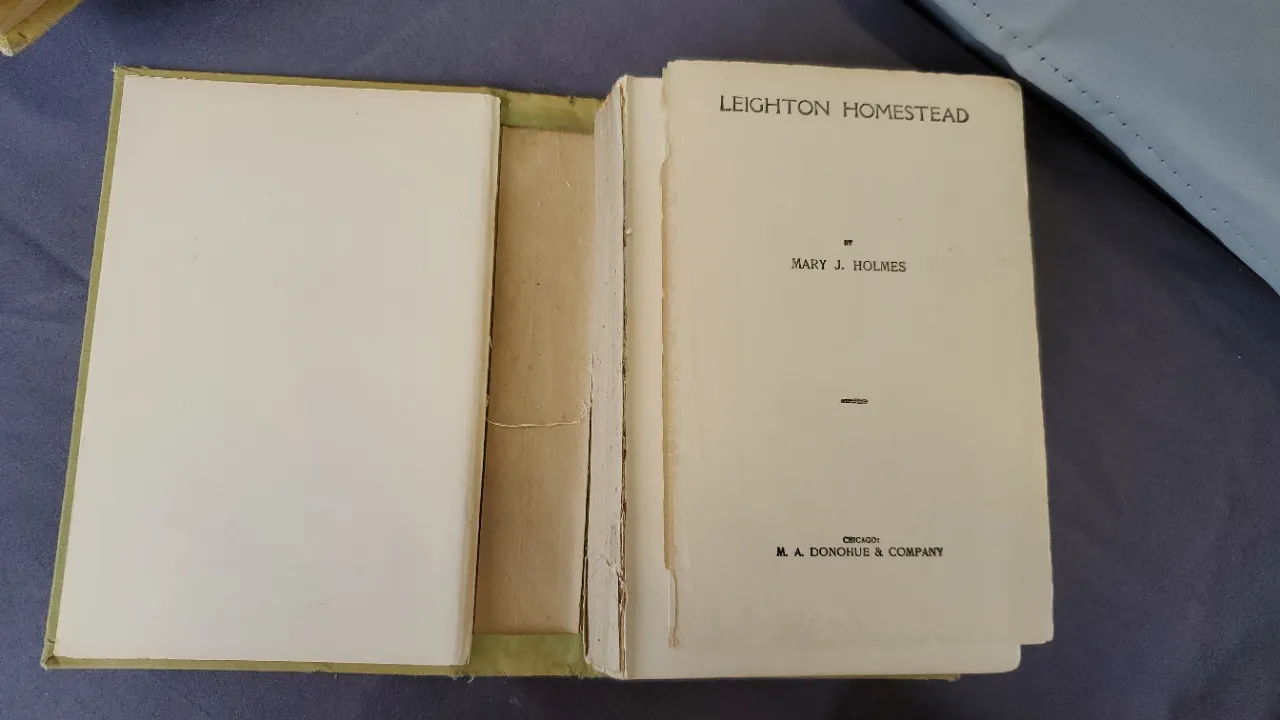 LEIGHTON HOMESTEAD
BY
MARY J. HOLMES
CHICAGO:
M. A. DONOHUE & COMPANY